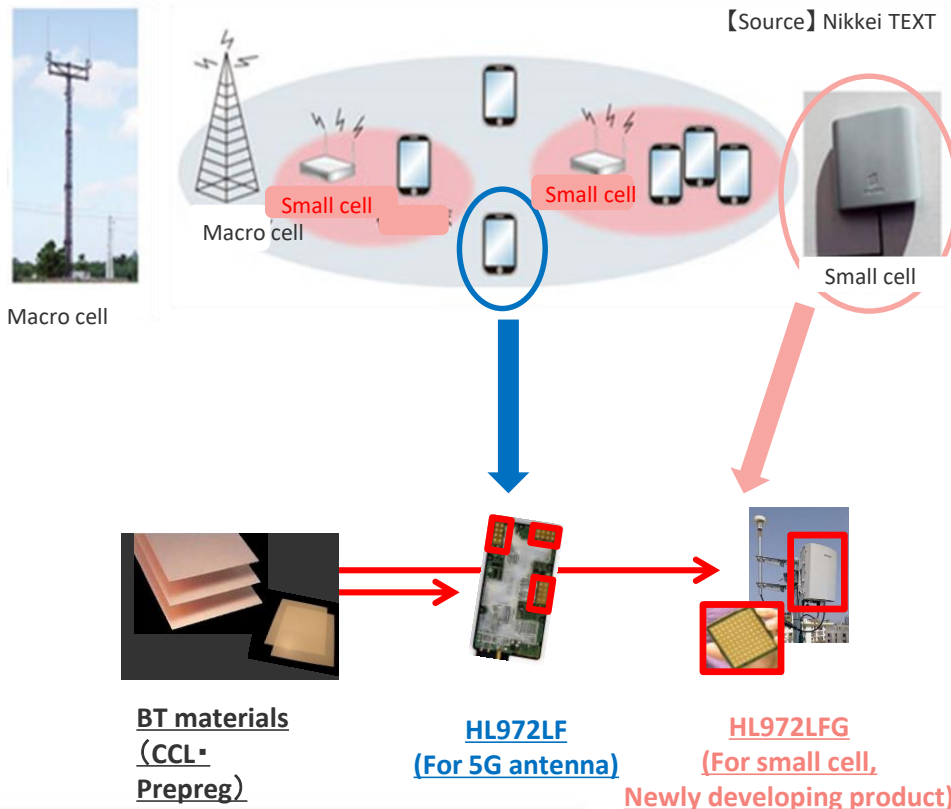 【Source】Nikkei TEXT
Small cell
Small cell
Macro cell
Small cell
Macro cell
BT materials
（CCL・
Prepreg）
HL972LF
(For 5G antenna)
HL972LFG
(For small cell,
Newly developing product)